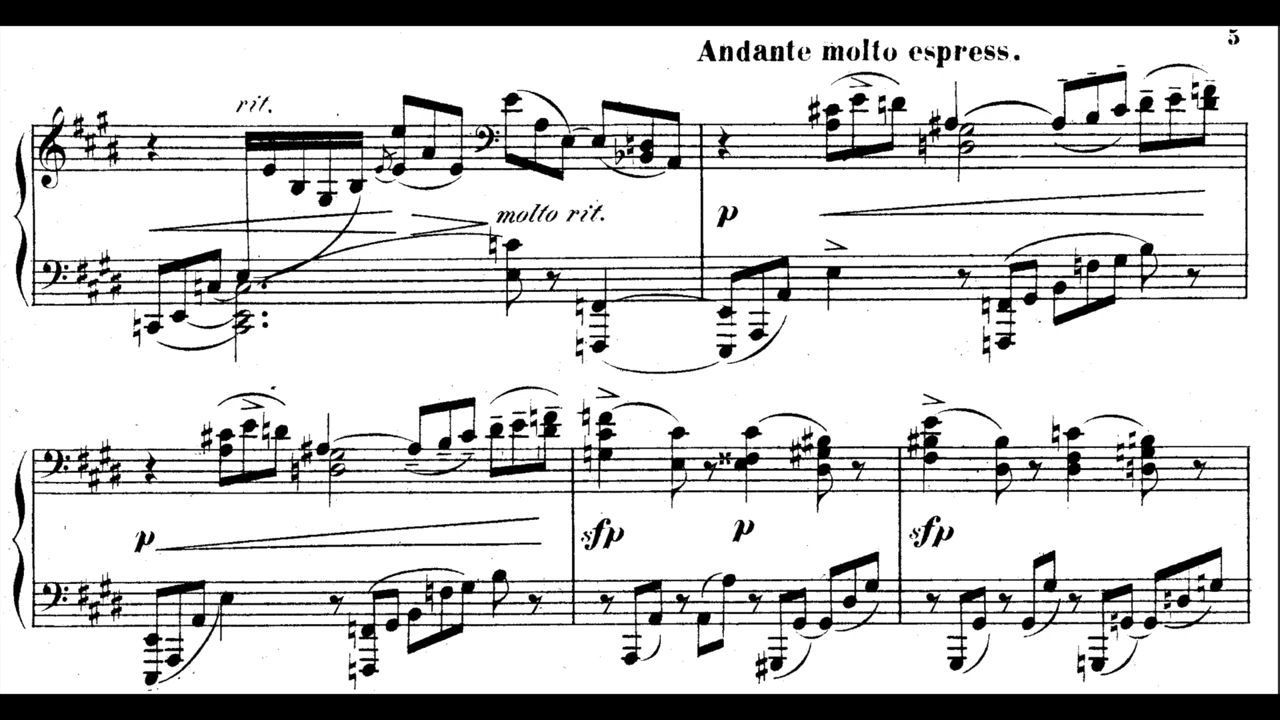 5
Andante molto espress.
rit.
molto rit.
p
p
sfp
p
sfp